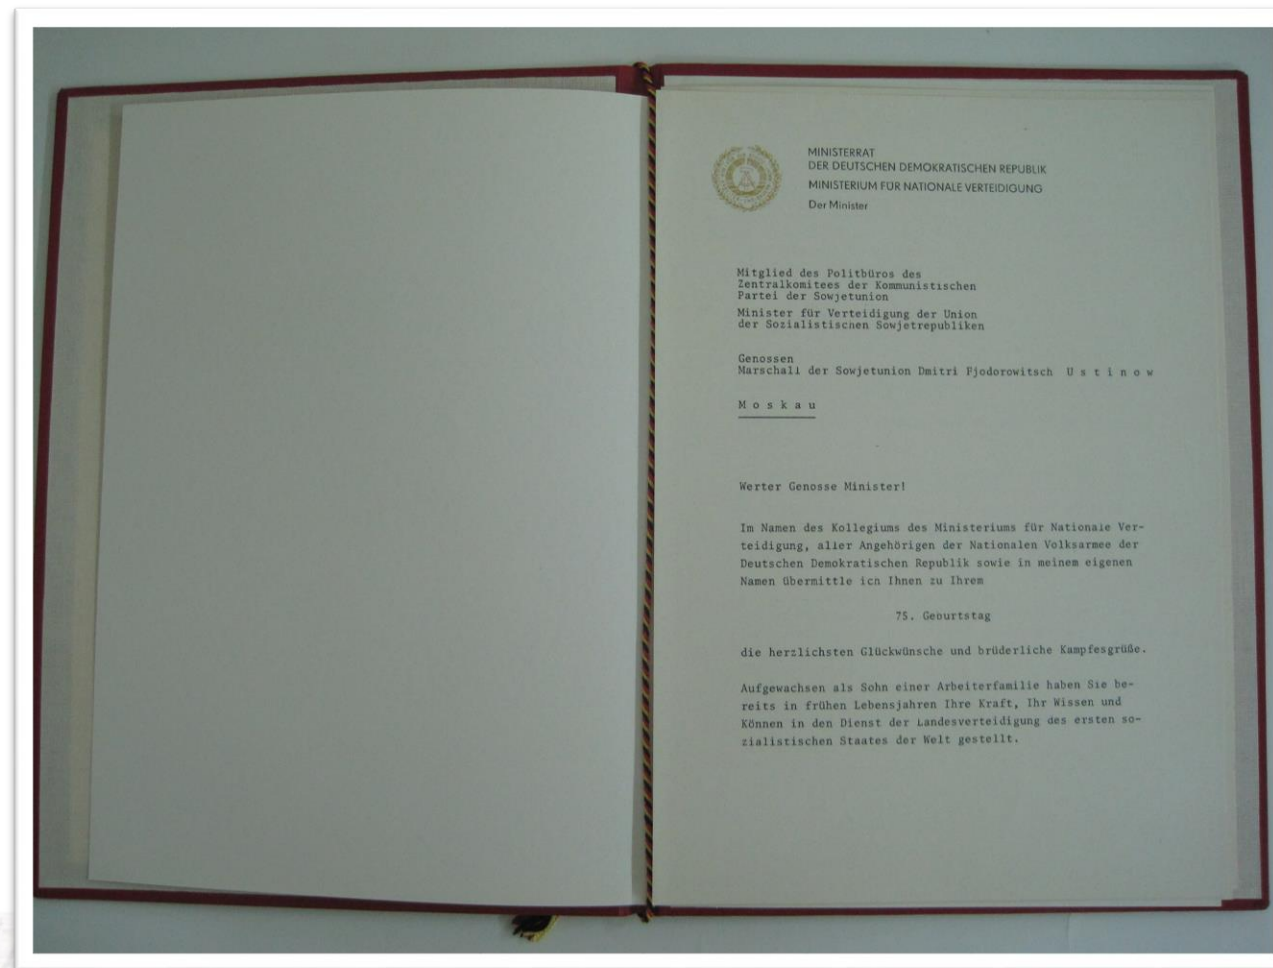 MINISTERRAT
DER DEUTSCHEN DEMOKRATISCHEN REPUBLIK
MINISTERIUM FÜR NATIONALE VERTEIDIGUNG
Der Minister
Mitglied des Politbüros des
Zentralkomitees der Kommunistischen
Partei der Sowjetunion
Minister für Verteidigung der Union
der Sozialistischen Sowjetrepubliken
Genossen
Marschall der Sowjetunion Dmitri Fjodorowitsch U s t i n o w
M o s k a u
Werter Genosse Minister!
Im Namen des Kollegiums des Ministeriums für Nationale Ver-
teidigung, aller Angehörigen der Nationalen Volksarmee der
Deutschen Demokratischen Republik sowie in meinem eigenen
Namen übermittle ich Ihnen zu Ihrem
75. Geburtstag
die herzlichsten Glückwünsche und brüderliche Kampfesgrüße.
Aufgewachsen als Sohn einer Arbeiterfamilie haben Sie be-
reits in frühen Lebensjahren Ihre Kraft, Ihr Wissen und
Können in den Dienst der Landesverteidigung des ersten so-
zialistischen Staates der Welt gestellt.